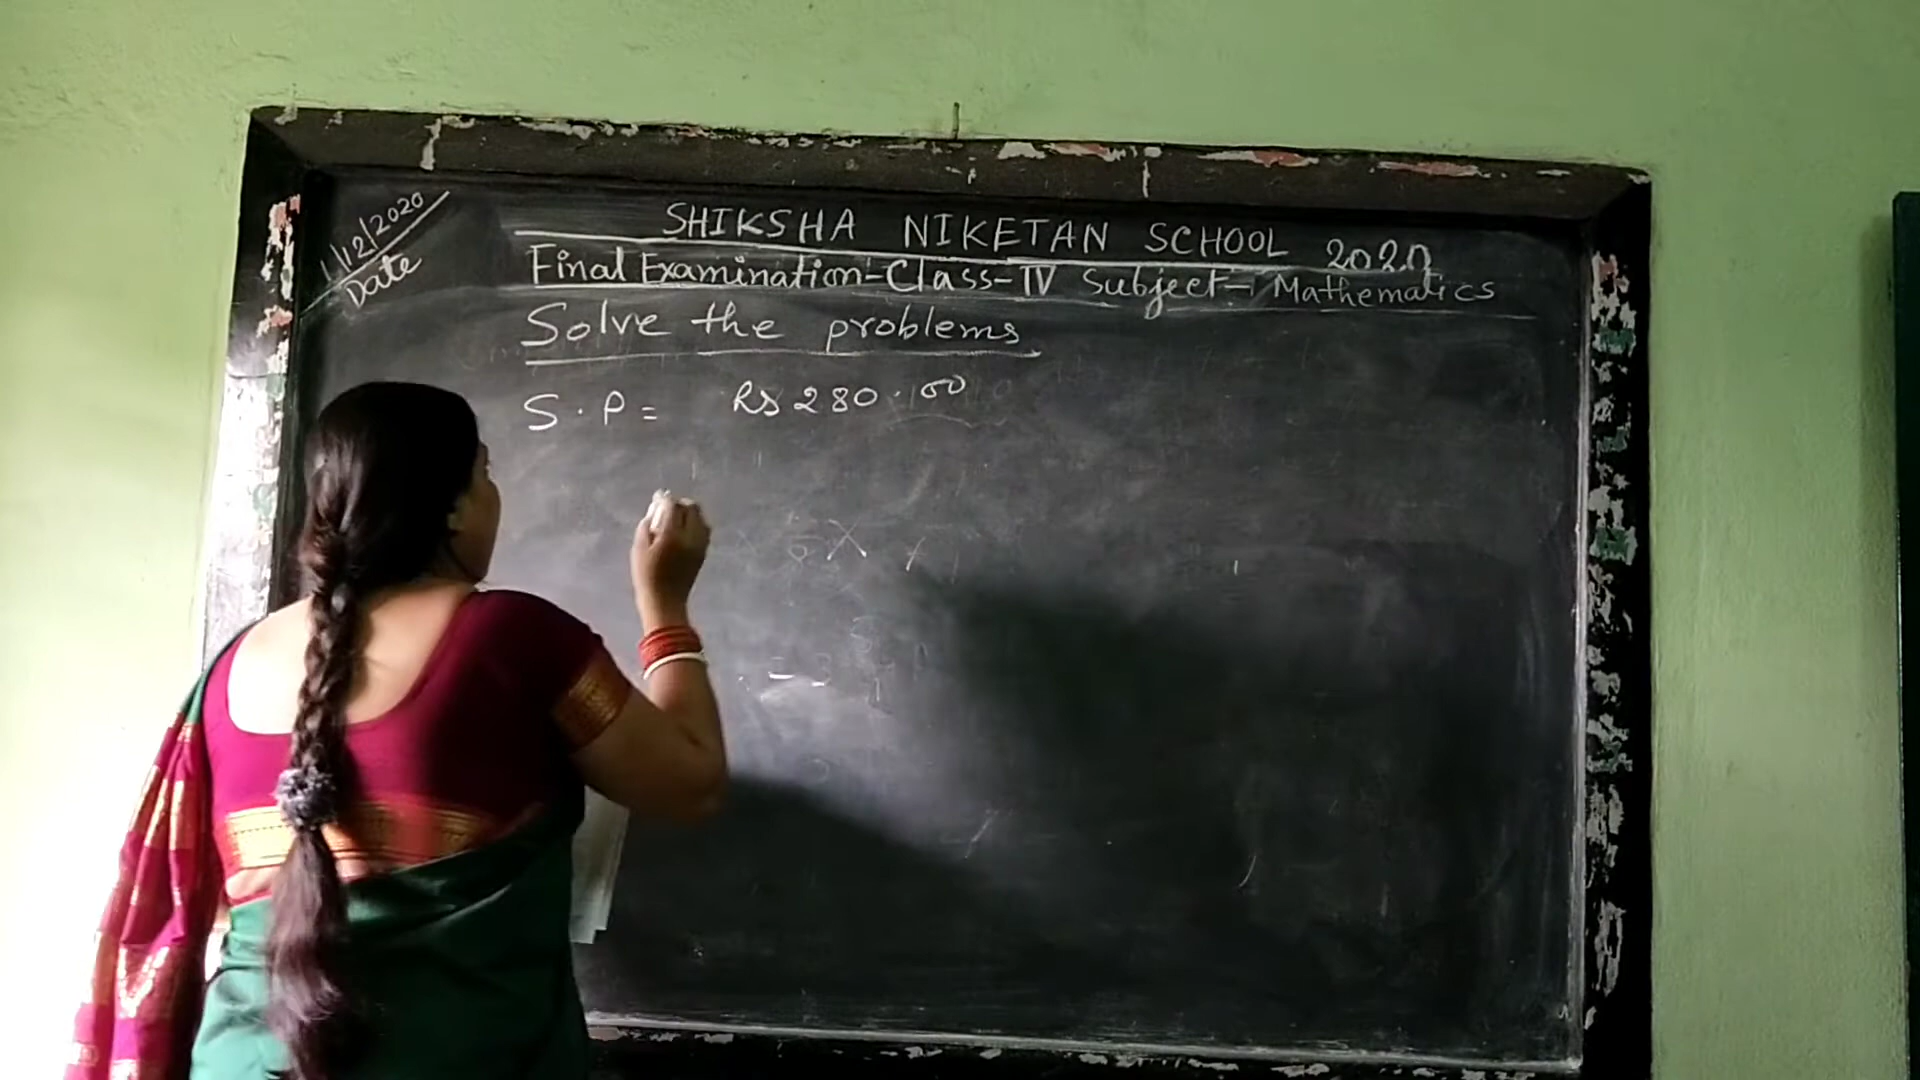 1/12/2020
Date
SHIKSHA NIKETAN SCHOOL 2020
Final Examination-Class-IV Subject- Mathematics
Solve the problems
S.P = Rs 280.00